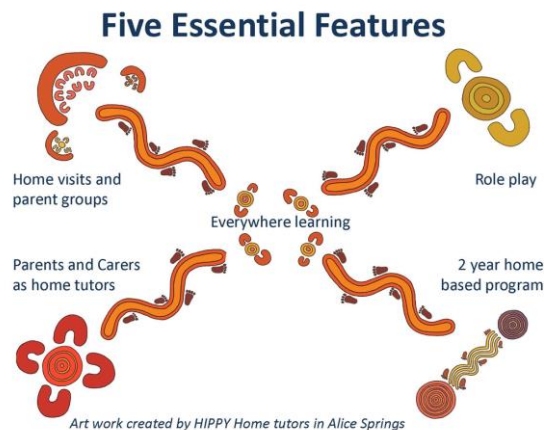 Five Essential Features
Home visits and
parent groups
Role play
Everywhere learning
Parents and Carers
as home tutors
2 year home
based program
Art work created by HIPPY Home tutors in Alice Springs